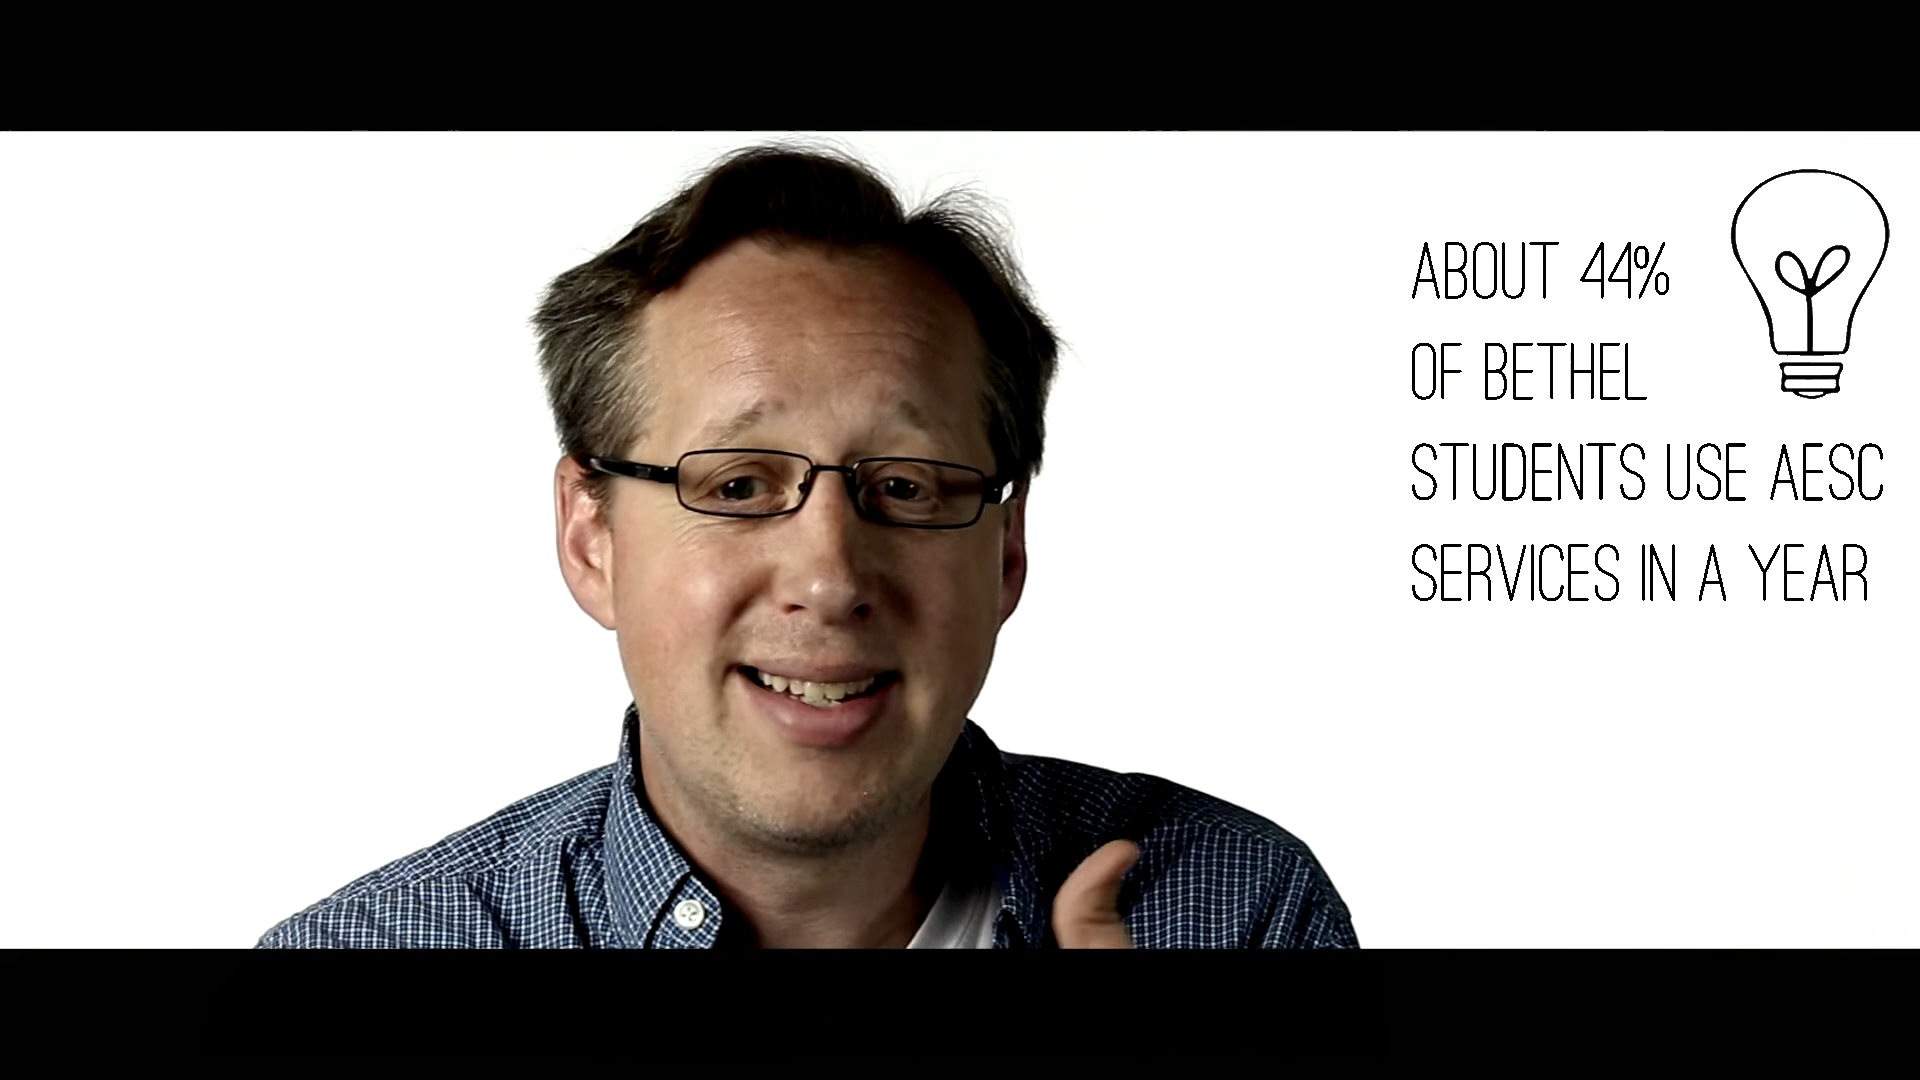 ABOUT 44%
OF BETHEL
STUDENTS USE AESC
SERVICES IN A YEAR